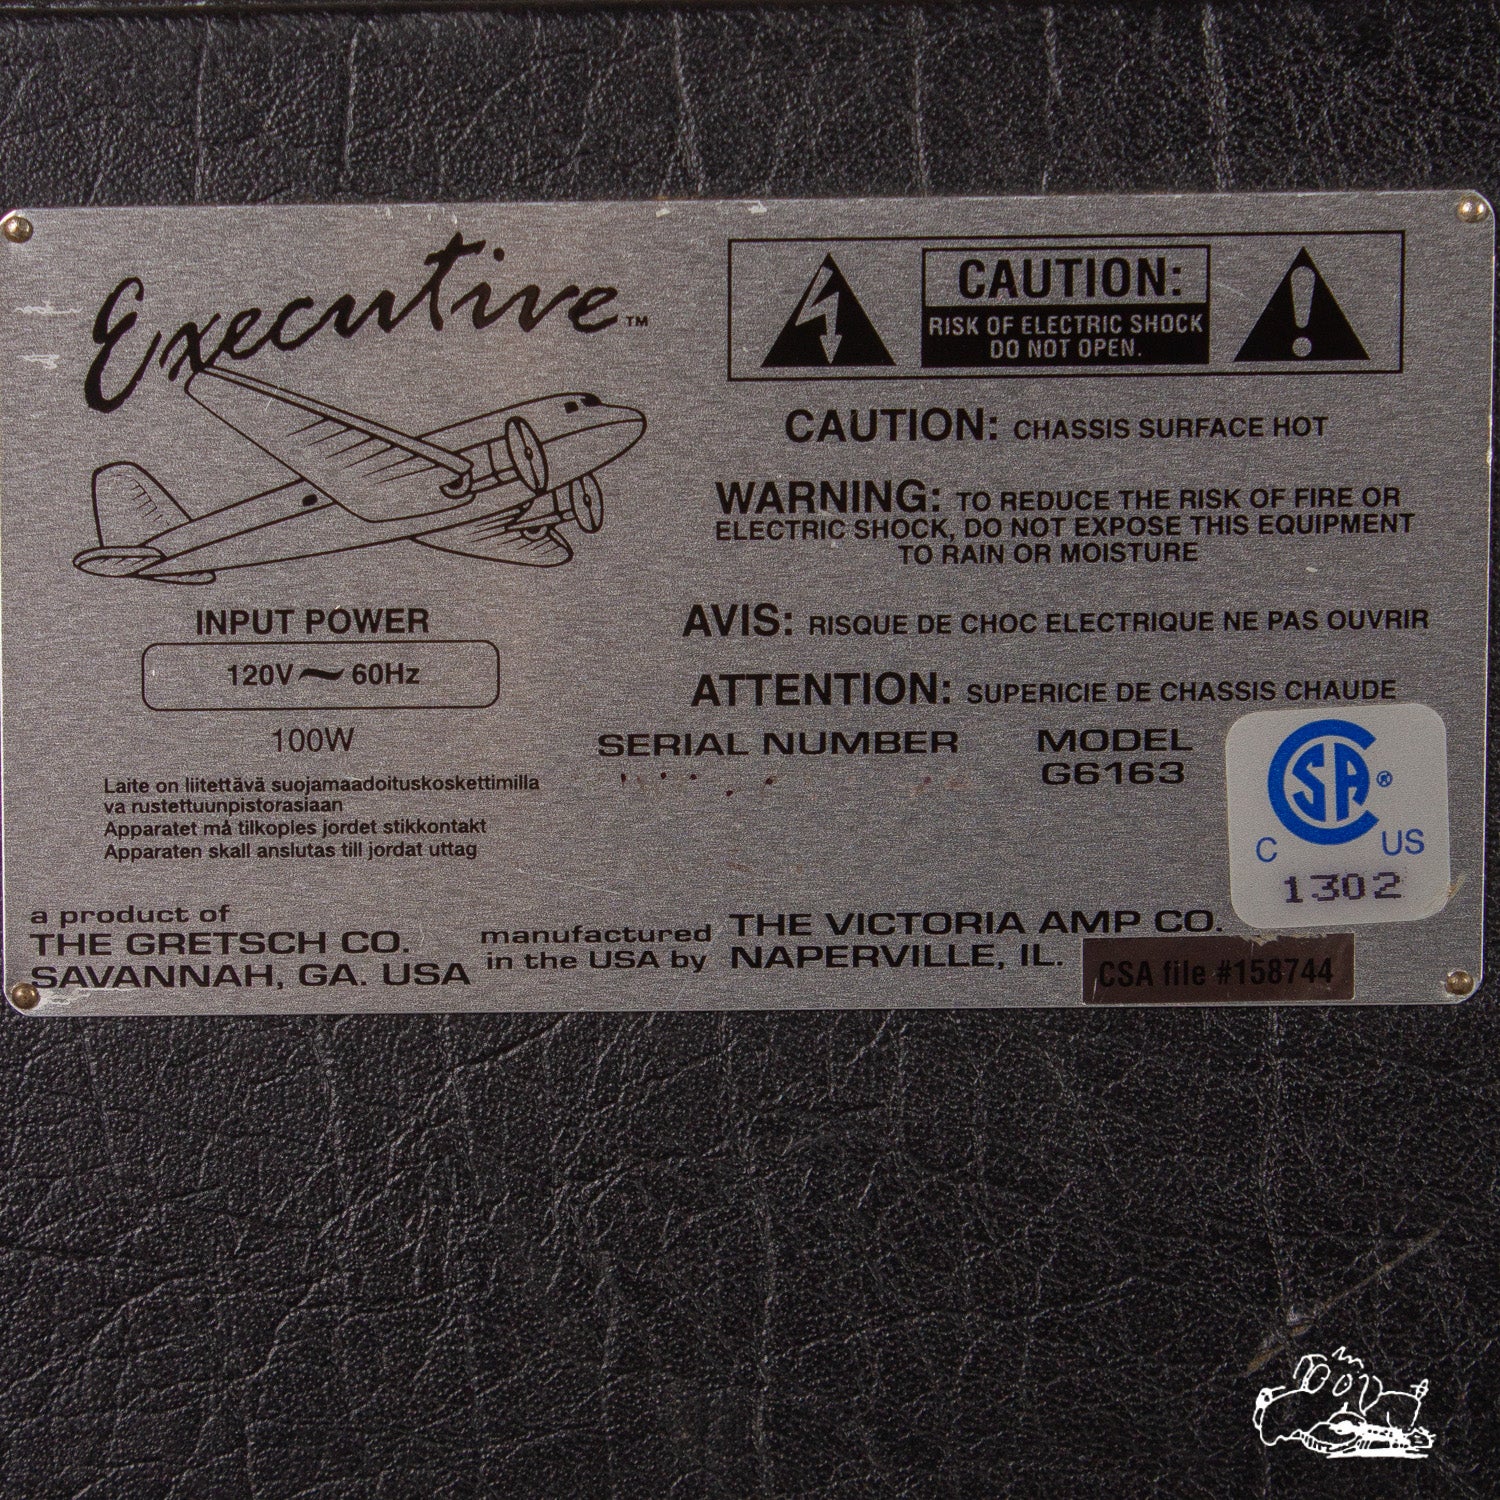 Executive™
CAUTION:
RISK OF ELECTRIC SHOCK
DO NOT OPEN.
CAUTION: CHASSIS SURFACE HOT
WARNING: TO REDUCE THE RISK OF FIRE OR
ELECTRIC SHOCK, DO NOT EXPOSE THIS EQUIPMENT
TO RAIN OR MOISTURE
INPUT POWER
120V ~ 60Hz
100W
AVIS: RISQUE DE CHOC ELECTRIQUE NE PAS OUVRIR
ATTENTION: SUPERICIE DE CHASSIS CHAUDE
SERIAL NUMBER
MODEL
G6163
Laite on liitettävä suojamaadoituskoskettimilla
va rustettuunpistorasiaan
Apparatet må tilkoples jordet stikkontakt
Apparaten skall anslutas till jordat uttag
CSA®
C US
1302
a product of
THE GRETSCH CO.
SAVANNAH, GA. USA
manufactured
in the USA by
THE VICTORIA AMP CO.
NAPERVILLE, IL.
CSA file #158744